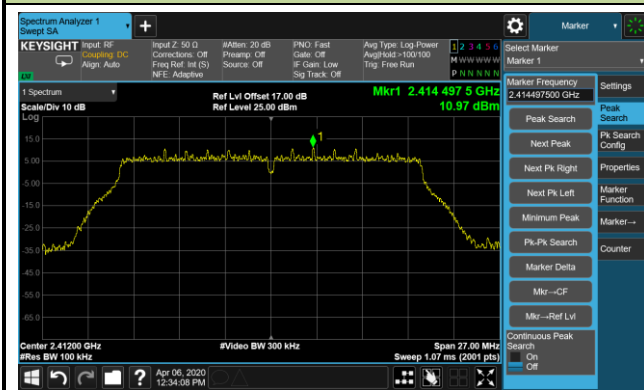 Spectrum Analyzer 1
Swept SA
+
Marker
KEYSIGHT
Input: RF
Coupling: DC
Align: Auto
Input Z: 50 Ω
Corrections: Off
Freq Ref: Int (S)
NFE: Adaptive
#Atten: 20 dB
Preamp: Off
Source: Off
PNO: Fast
Gate: Off
IF Gain: Low
Sig Track: Off
Avg Type: Log-Power
Avg|Hold:>100/100
Trig: Free Run
1 2 3 4 5 6
M W W W W W
P N N N N N
LXI
Select Marker
Marker 1
1 Spectrum
Scale/Div 10 dB
Log
Ref Lvl Offset 17.00 dB
Ref Level 25.00 dBm
Mkr1 2.414 497 5 GHz
10.97 dBm
15.0
5.00
-5.00
-15.0
-25.0
-35.0
-45.0
-55.0
-65.0
1
Center 2.41200 GHz
#Res BW 100 kHz
#Video BW 300 kHz
Span 27.00 MHz
Sweep 1.07 ms (2001 pts)
Marker Frequency
2.414497500 GHz
Peak Search
Next Peak
Next Pk Right
Next Pk Left
Minimum Peak
Pk-Pk Search
Marker Delta
Mkr→CF
Mkr→Ref Lvl
Continuous Peak
Search
On
Off
Settings
Peak
Search
Pk Search
Config
Properties
Marker
Function
Marker→
Counter
?
Apr 06, 2020
12:34:08 PM